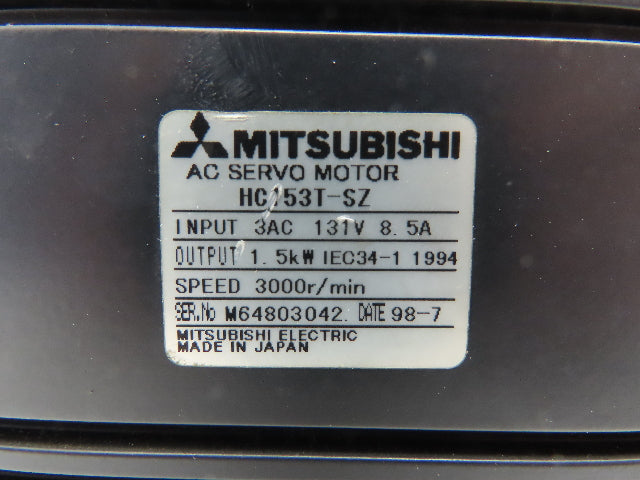 MITSUBISHI
AC SERVO MOTOR
HC153T-SZ
INPUT 3AC 131V 8.5A
OUTPUT 1.5kW IEC34-1 1994
SPEED 3000r/min
SER.No M64803042. DATE 98-7
MITSUBISHI ELECTRIC
MADE IN JAPAN